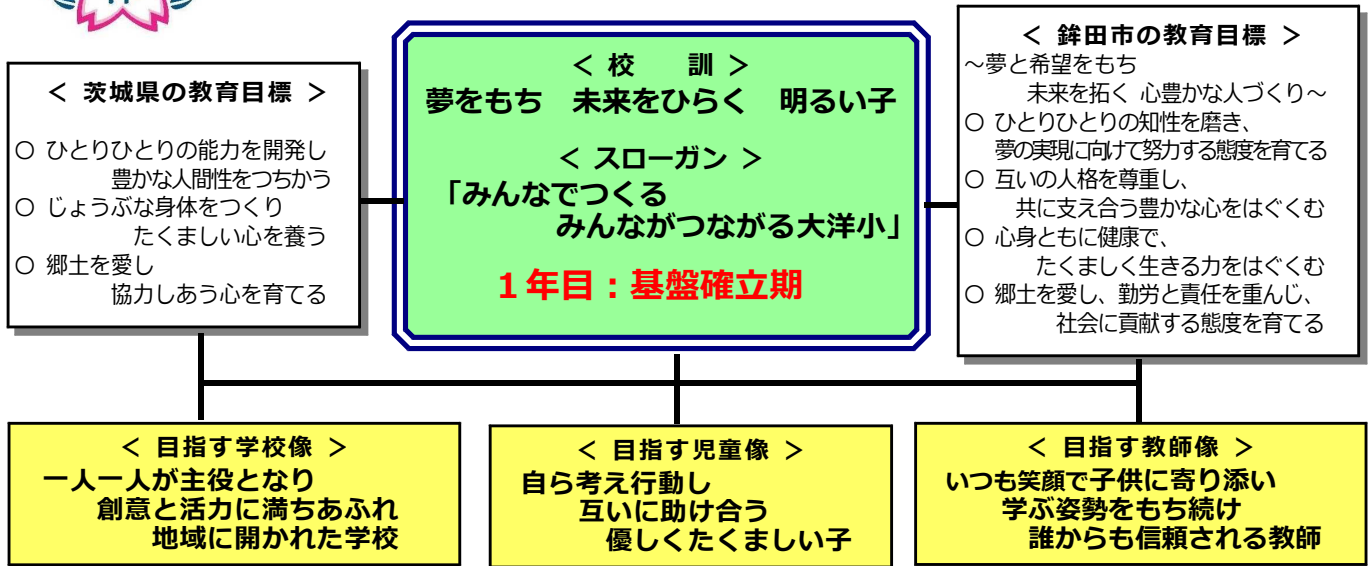 ＜ 茨城県の教育目標 ＞
〇 ひとりひとりの能力を開発し
豊かな人間性をつちかう
〇 じょうぶな身体をつくり
たくましい心を養う
〇 郷土を愛し
協力しあう心を育てる
＜ 校　　訓 ＞
夢をもち　未来をひらく　明るい子
＜ スローガン ＞
「みんなでつくる
みんながつながる大洋小」
１年目：基盤確立期
＜ 鉾田市の教育目標 ＞
～夢と希望をもち
未来を拓く 心豊かな人づくり～
〇 ひとりひとりの知性を磨き、
夢の実現に向けて努力する態度を育てる
〇 互いの人格を尊重し、
共に支え合う豊かな心をはぐくむ
〇 心身ともに健康で、
たくましく生きる力をはぐくむ
〇 郷土を愛し、勤労と責任を重んじ、
社会に貢献する態度を育てる
＜ 目指す学校像 ＞
一人一人が主役となり
創意と活力に満ちあふれ
地域に開かれた学校
＜ 目指す児童像 ＞
自ら考え行動し
互いに助け合う
優しくたくましい子
＜ 目指す教師像 ＞
いつも笑顔で子供に寄り添い
学ぶ姿勢をもち続け
誰からも信頼される教師